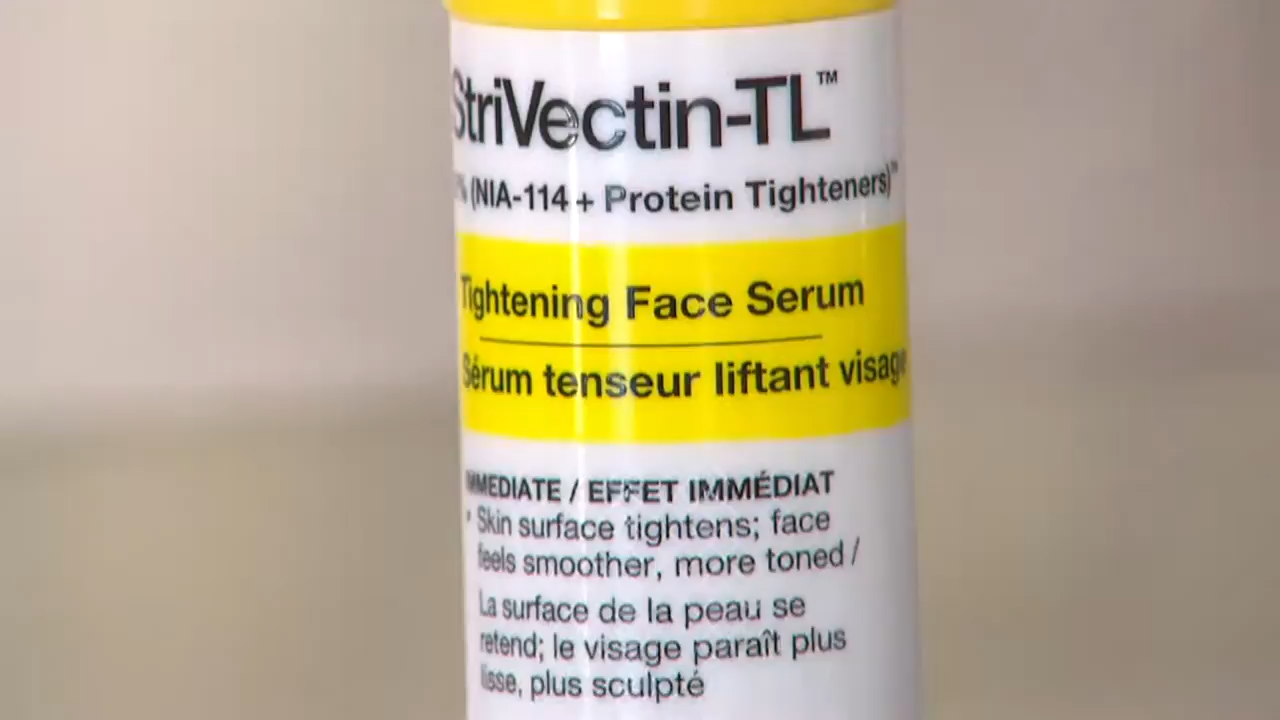 StriVectin-TL™
% (NIA-114 + Protein Tighteners)™
Tightening Face Serum
Sérum tenseur liftant visage
IMMEDIATE / EFFET IMMÉDIAT
• Skin surface tightens; face
feels smoother, more toned /
La surface de la peau se
retend; le visage paraît plus
lisse, plus sculpté